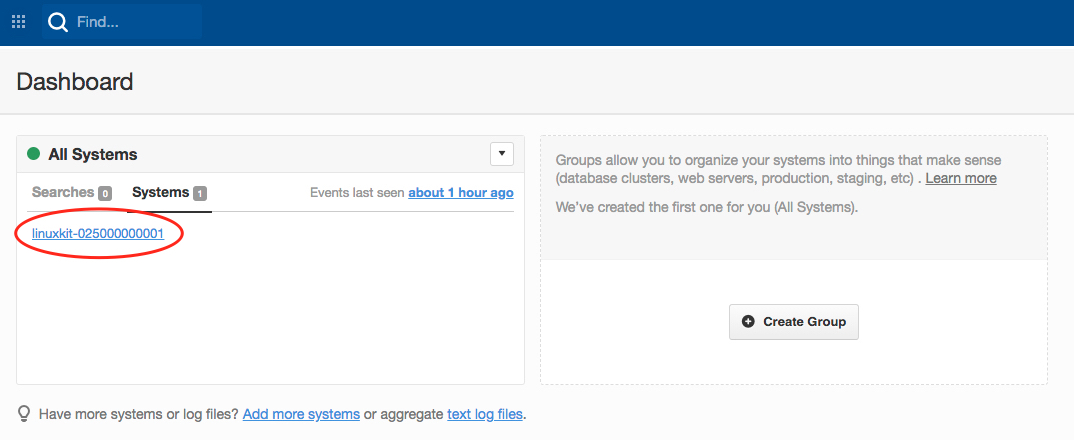 Find...
Dashboard
All Systems
Searches 0 Systems 1 Events last seen about 1 hour ago
linuxkit-025000000001
Groups allow you to organize your systems into things that make sense
(database clusters, web servers, production, staging, etc) . Learn more
We've created the first one for you (All Systems).
Create Group
Have more systems or log files? Add more systems or aggregate text log files.